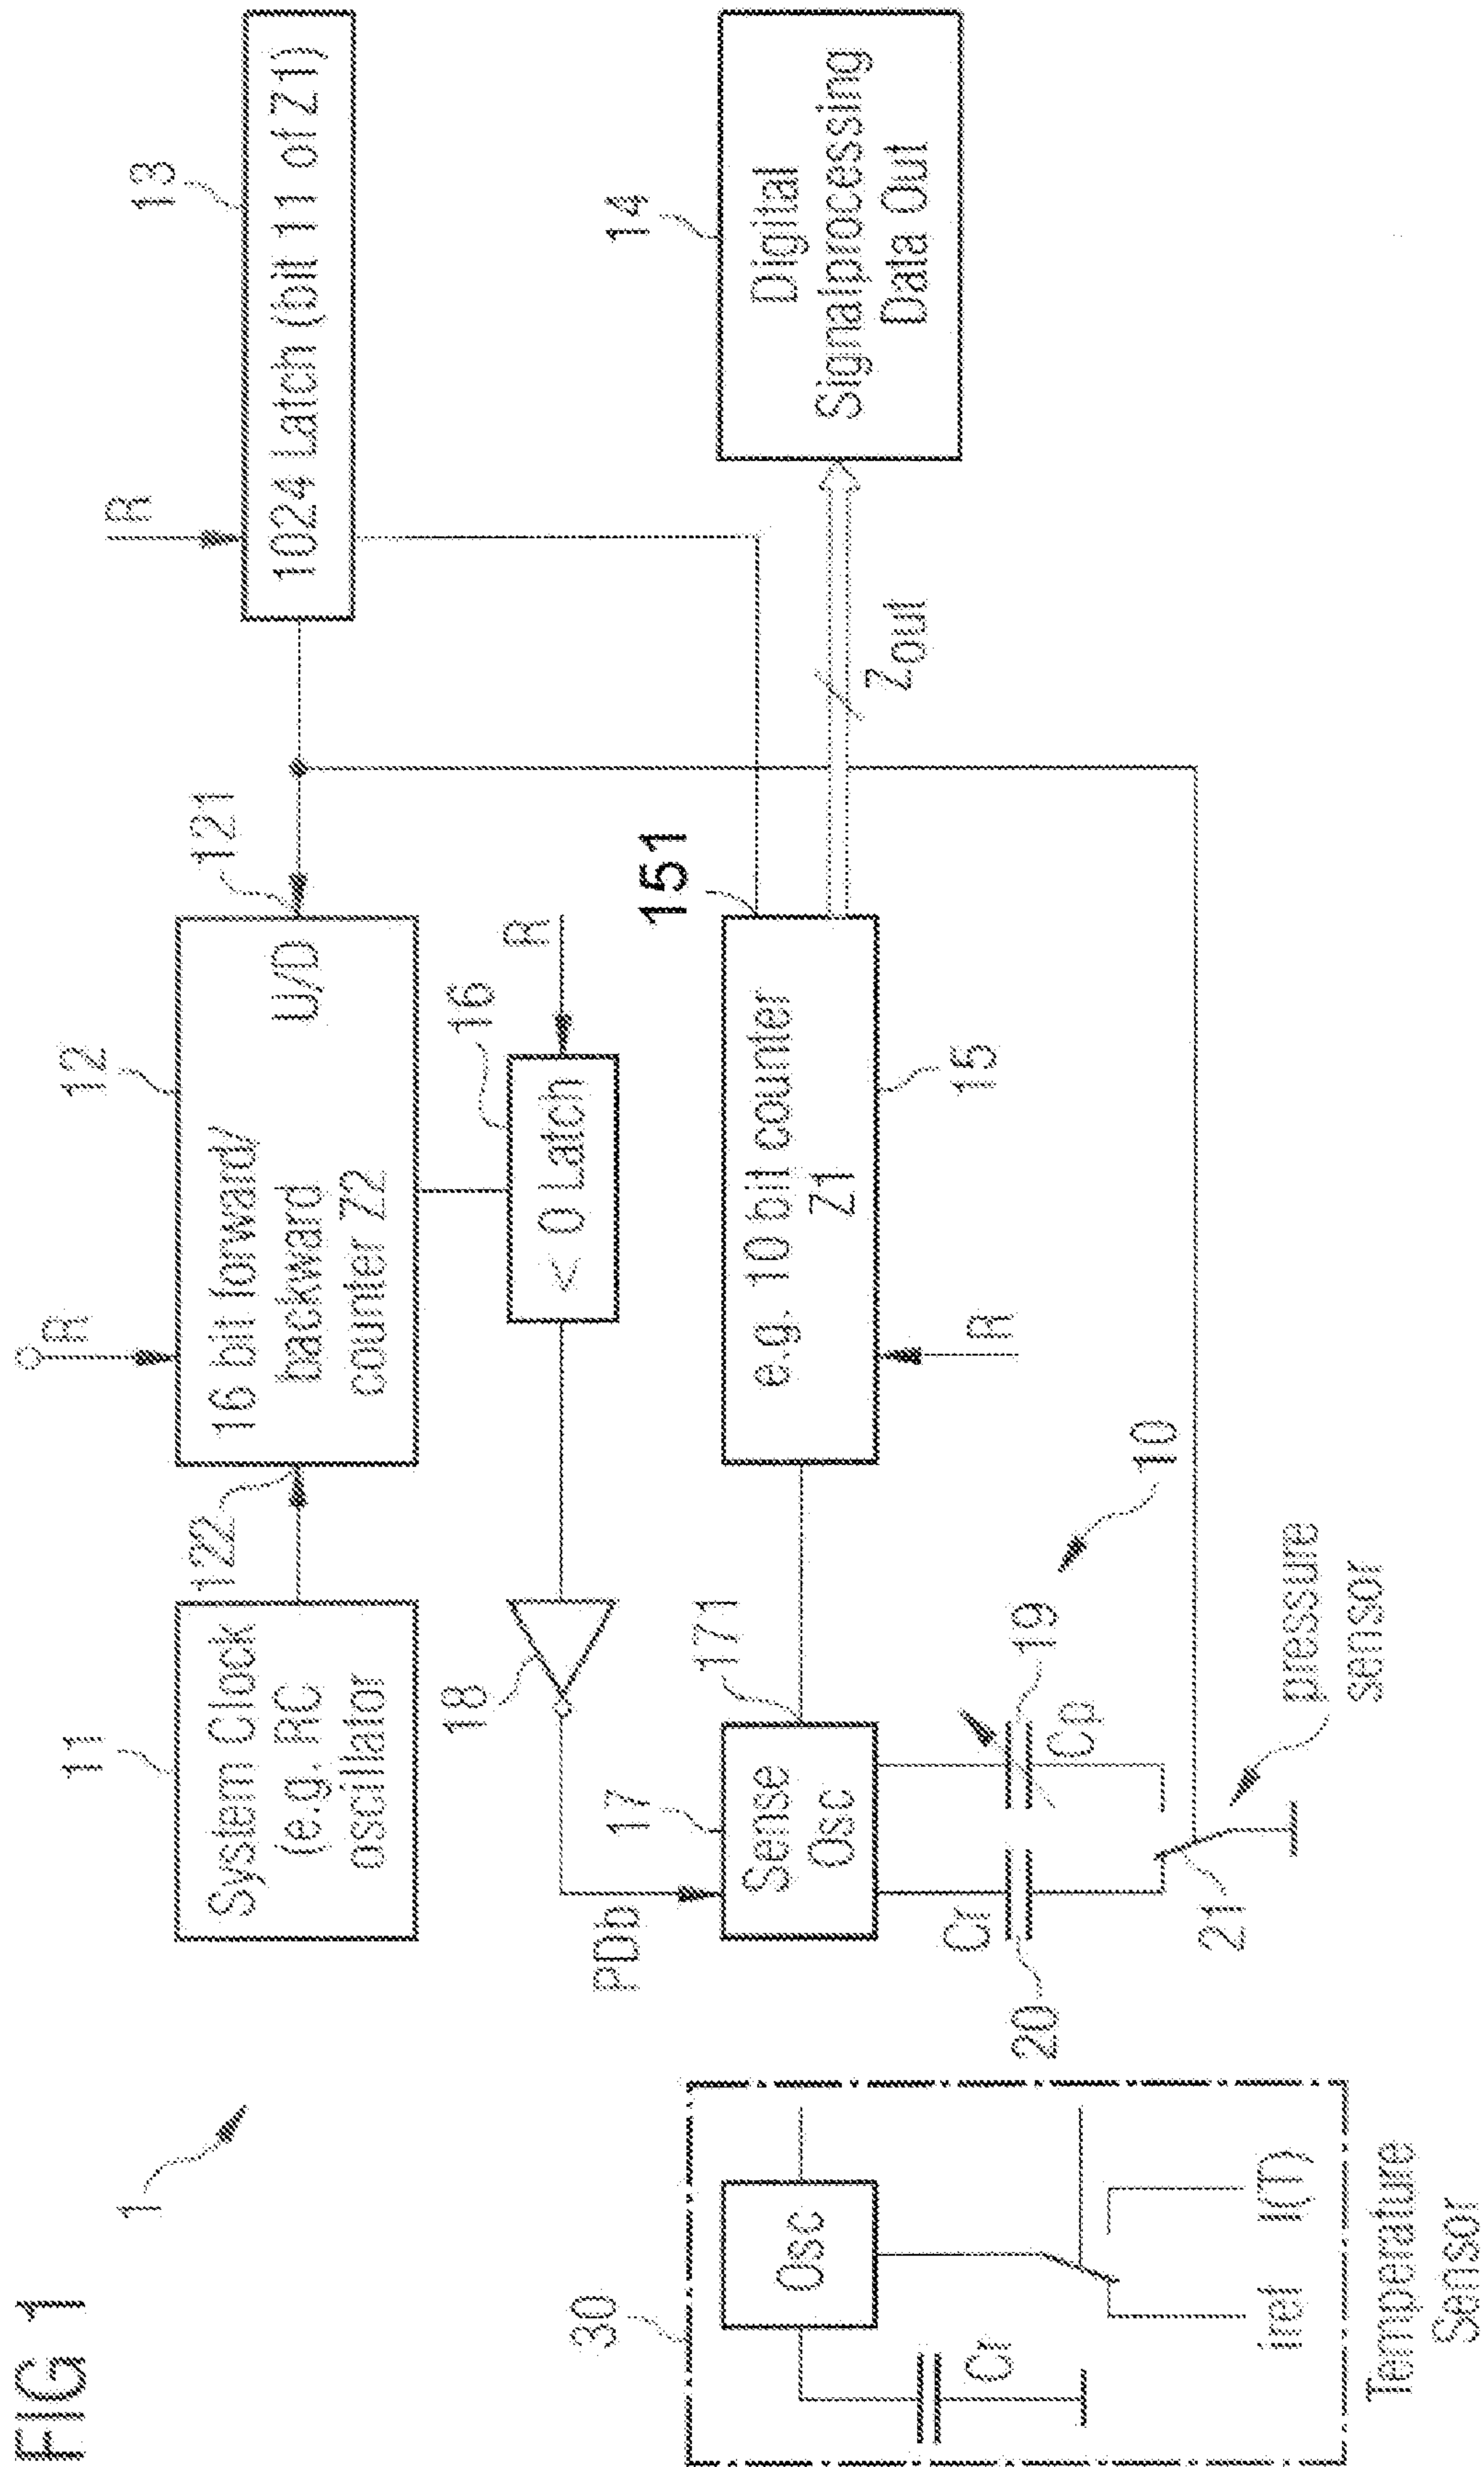 FIG 1
1
11
System Clock
(e.g. RC
oscillator
122
R
12
16 bit forward/
backward
counter Z2
U/D
121
R
13
1024 Latch (bit 11 of Z1)
18
16
< 0 Latch
R
PDb
17
Sense
Osc
171
e.g. 10 bit counter
Z1
15
R
151
Zout
14
Digital
Signalprocessing
Data Out
Cr
20
19
Cp
10
21
pressure
sensor
30
Osc
Cr
iref
I(T)
Temperature
Sensor